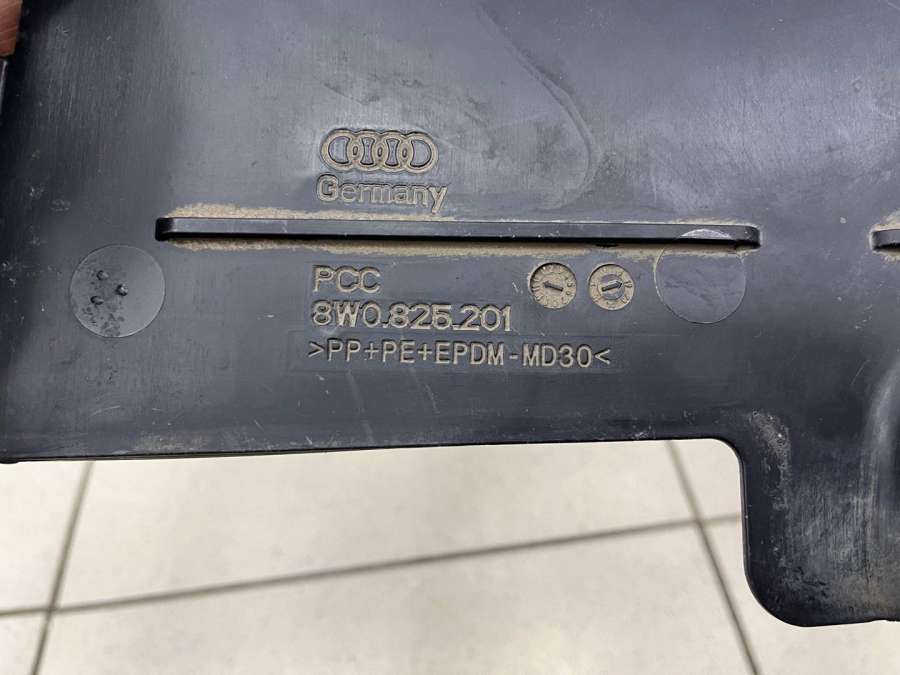 Germany
PCC
8W0.825.201
>PP+PE+EPDM-MD30<